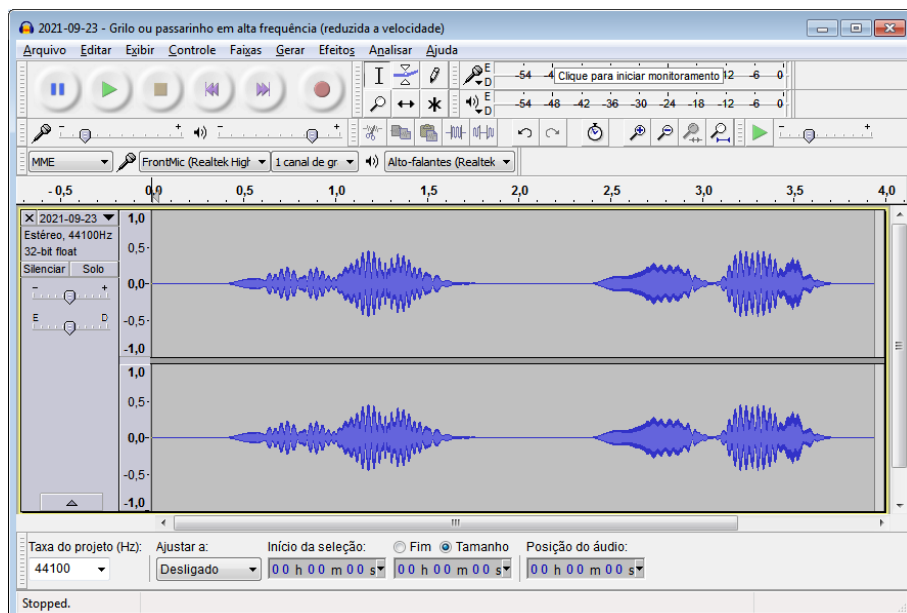 2021-09-23 - Grilo ou passarinho em alta frequência (reduzida a velocidade)
Arquivo Editar Exibir Controle Faixas Gerar Efeitos Analisar Ajuda
E D -54 -4 Clique para iniciar monitoramento 12 -6 0
E D -54 -48 -42 -36 -30 -24 -18 -12 -6 0
- + - + - +
MME FrontMic (Realtek High 1 canal de gr Alto-falantes (Realtek
- 0,5 0,0 0,5 1,0 1,5 2,0 2,5 3,0 3,5 4,0
X 2021-09-23 1,0
Estéreo, 44100Hz
32-bit float 0,5
Silenciar Solo
- + 0,0
E D -0,5
-1,0
1,0
0,5
0,0
-0,5
-1,0
Taxa do projeto (Hz): Ajustar a: Início da seleção: Fim Tamanho Posição do áudio:
44100 Desligado 00 h 00 m 00 s 00 h 00 m 00 s 00 h 00 m 00 s
Stopped.